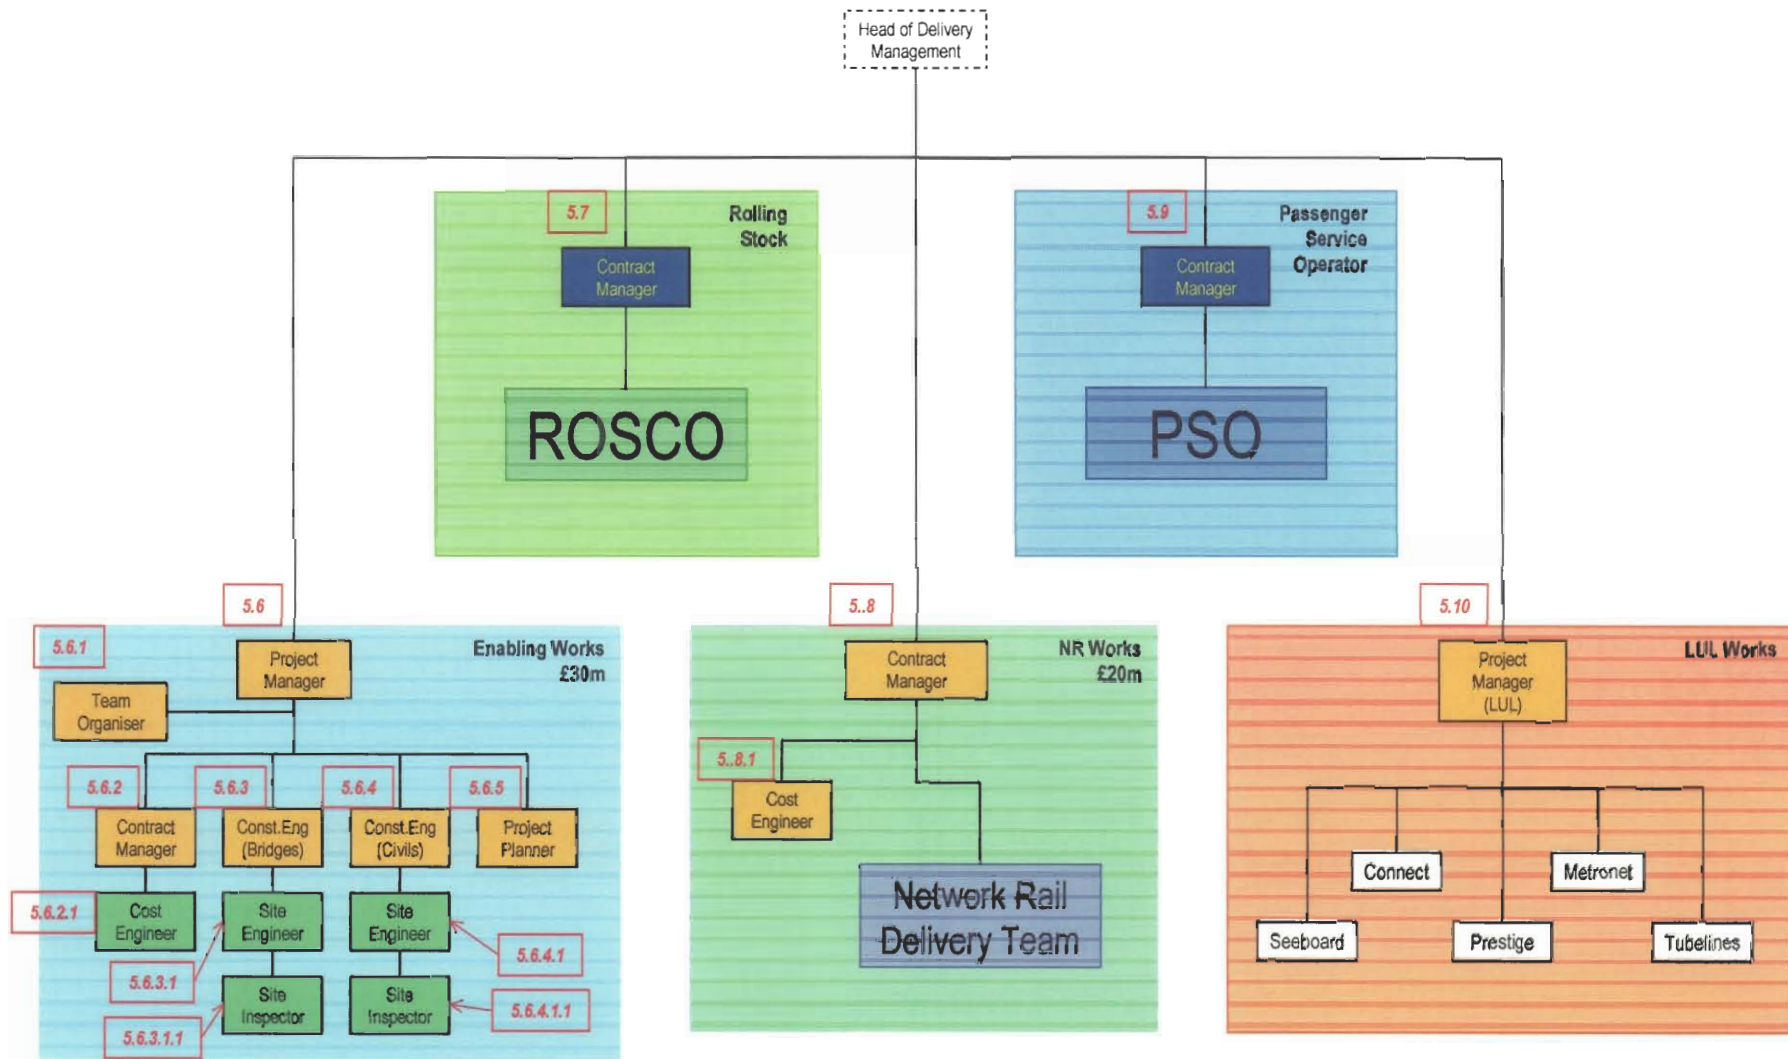 Head of Delivery
Management
5.7
Rolling
Stock
Contract
Manager
ROSCO
5.9
Passenger
Service
Operator
Contract
Manager
PSO
5.6
5.6.1
Enabling Works
£30m
Project
Manager
Team
Organiser
5.6.2
5.6.3
5.6.4
5.6.5
Contract
Manager
Const.Eng
(Bridges)
Const.Eng
(Civils)
Project
Planner
5.6.2.1
Cost
Engineer
Site
Engineer
Site
Engineer
5.6.3.1
5.6.4.1
Site
Inspector
Site
Inspector
5.6.3.1.1
5.6.4.1.1
5..8
NR Works
£20m
Contract
Manager
5..8.1
Cost
Engineer
Network Rail
Delivery Team
5.10
LUL Works
Project
Manager
(LUL)
Connect
Metronet
Seeboard
Prestige
Tubelines